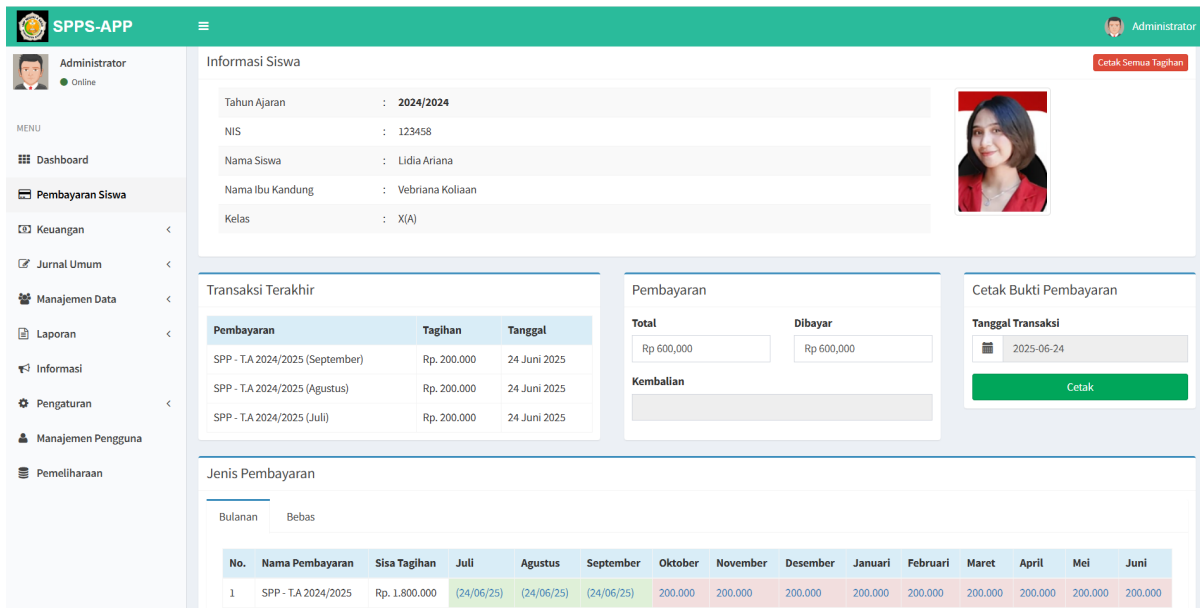 SPPS-APP
Administrator
Administrator
Online
MENU
Dashboard
Pembayaran Siswa
Keuangan
Jurnal Umum
Manajemen Data
Laporan
Informasi
Pengaturan
Manajemen Pengguna
Pemeliharaan
Informasi Siswa
Cetak Semua Tagihan
Tahun Ajaran : 2024/2024
NIS : 123458
Nama Siswa : Lidia Ariana
Nama Ibu Kandung : Vebriana Koliaan
Kelas : X(A)
Transaksi Terakhir
Pembayaran Tagihan Tanggal
SPP - T.A 2024/2025 (September) Rp. 200.000 24 Juni 2025
SPP - T.A 2024/2025 (Agustus) Rp. 200.000 24 Juni 2025
SPP - T.A 2024/2025 (Juli) Rp. 200.000 24 Juni 2025
Pembayaran
Total Dibayar
Rp 600,000 Rp 600,000
Kembalian
Cetak Bukti Pembayaran
Tanggal Transaksi
2025-06-24
Cetak
Jenis Pembayaran
Bulanan Bebas
No. Nama Pembayaran Sisa Tagihan Juli Agustus September Oktober November Desember Januari Februari Maret April Mei Juni
1 SPP - T.A 2024/2025 Rp. 1.800.000 (24/06/25) (24/06/25) (24/06/25) 200.000 200.000 200.000 200.000 200.000 200.000 200.000 200.000 200.000